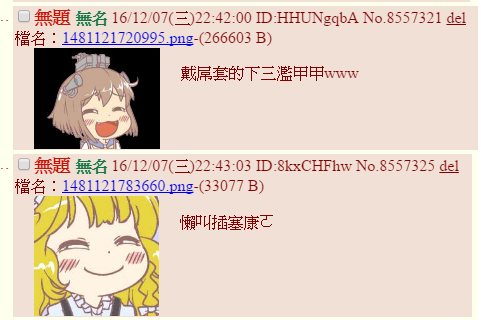 無題 無名 16/12/07(三)22:42:00 ID:HHUNgqbA No.8557321 del
檔名：1481121720995.png-(266603 B)
戴屌套的下三濫甲甲www
無題 無名 16/12/07(三)22:43:03 ID:8kxCHFhw No.8557325 del
檔名：1481121783660.png-(33077 B)
懶叫插塞康ㄛ